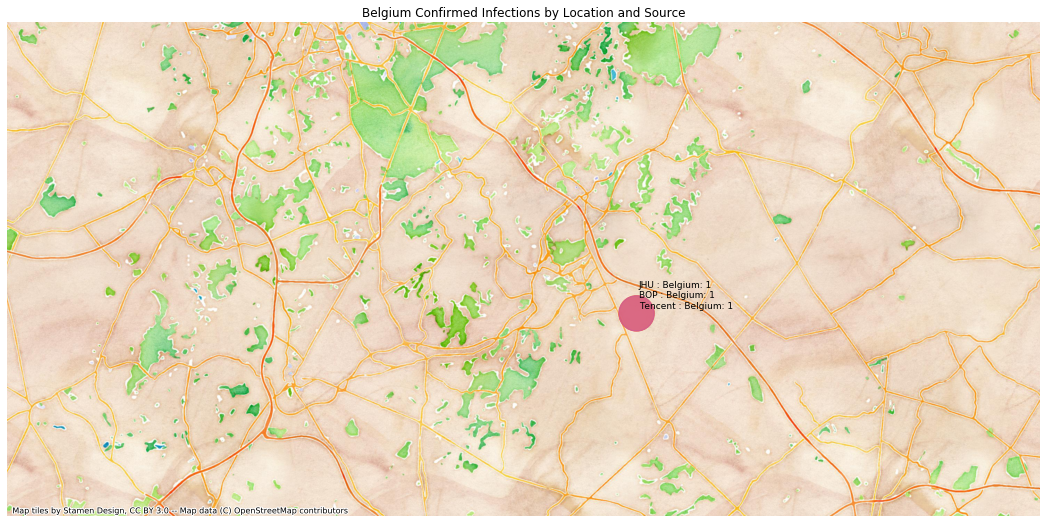 Belgium Confirmed Infections by Location and Source
JHU : Belgium: 1
BOP : Belgium: 1
Tencent : Belgium: 1
Map tiles by Stamen Design, CC BY 3.0 -- Map data (C) OpenStreetMap contributors